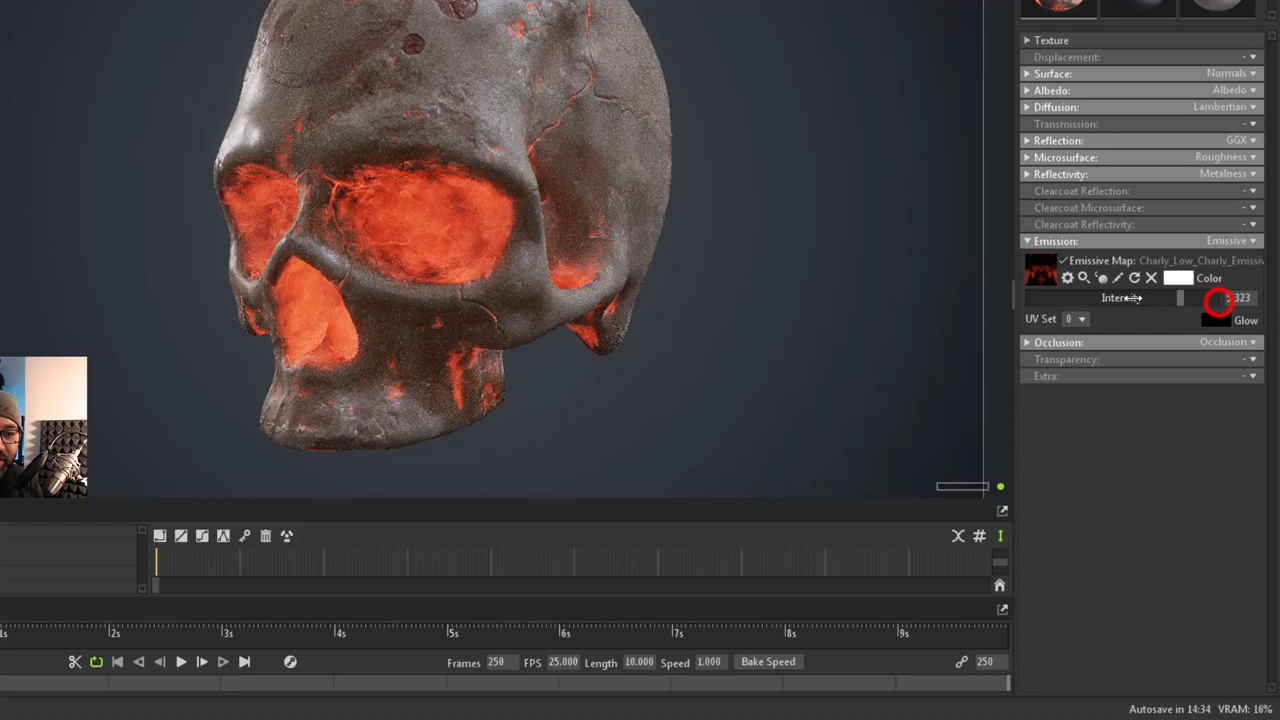 Texture
Displacement: -
Surface: Normals
Albedo: Albedo
Diffusion: Lambertian
Transmission: -
Reflection: GGX
Microsurface: Roughness
Reflectivity: Metalness
Clearcoat Reflection: -
Clearcoat Microsurface: -
Clearcoat Reflectivity: -
Emission: Emissive
Emissive Map: Charly_Low_Charly_Emissiv
Color
323
UV Set 0 Glow
Occlusion: Occlusion
Transparency: -
Extra: -
1s 2s 3s 4s 5s 6s 7s 8s 9s
Frames 250 FPS 25.000 Length 10.000 Speed 1.000 Bake Speed 250
Autosave in 14:34 VRAM: 16%